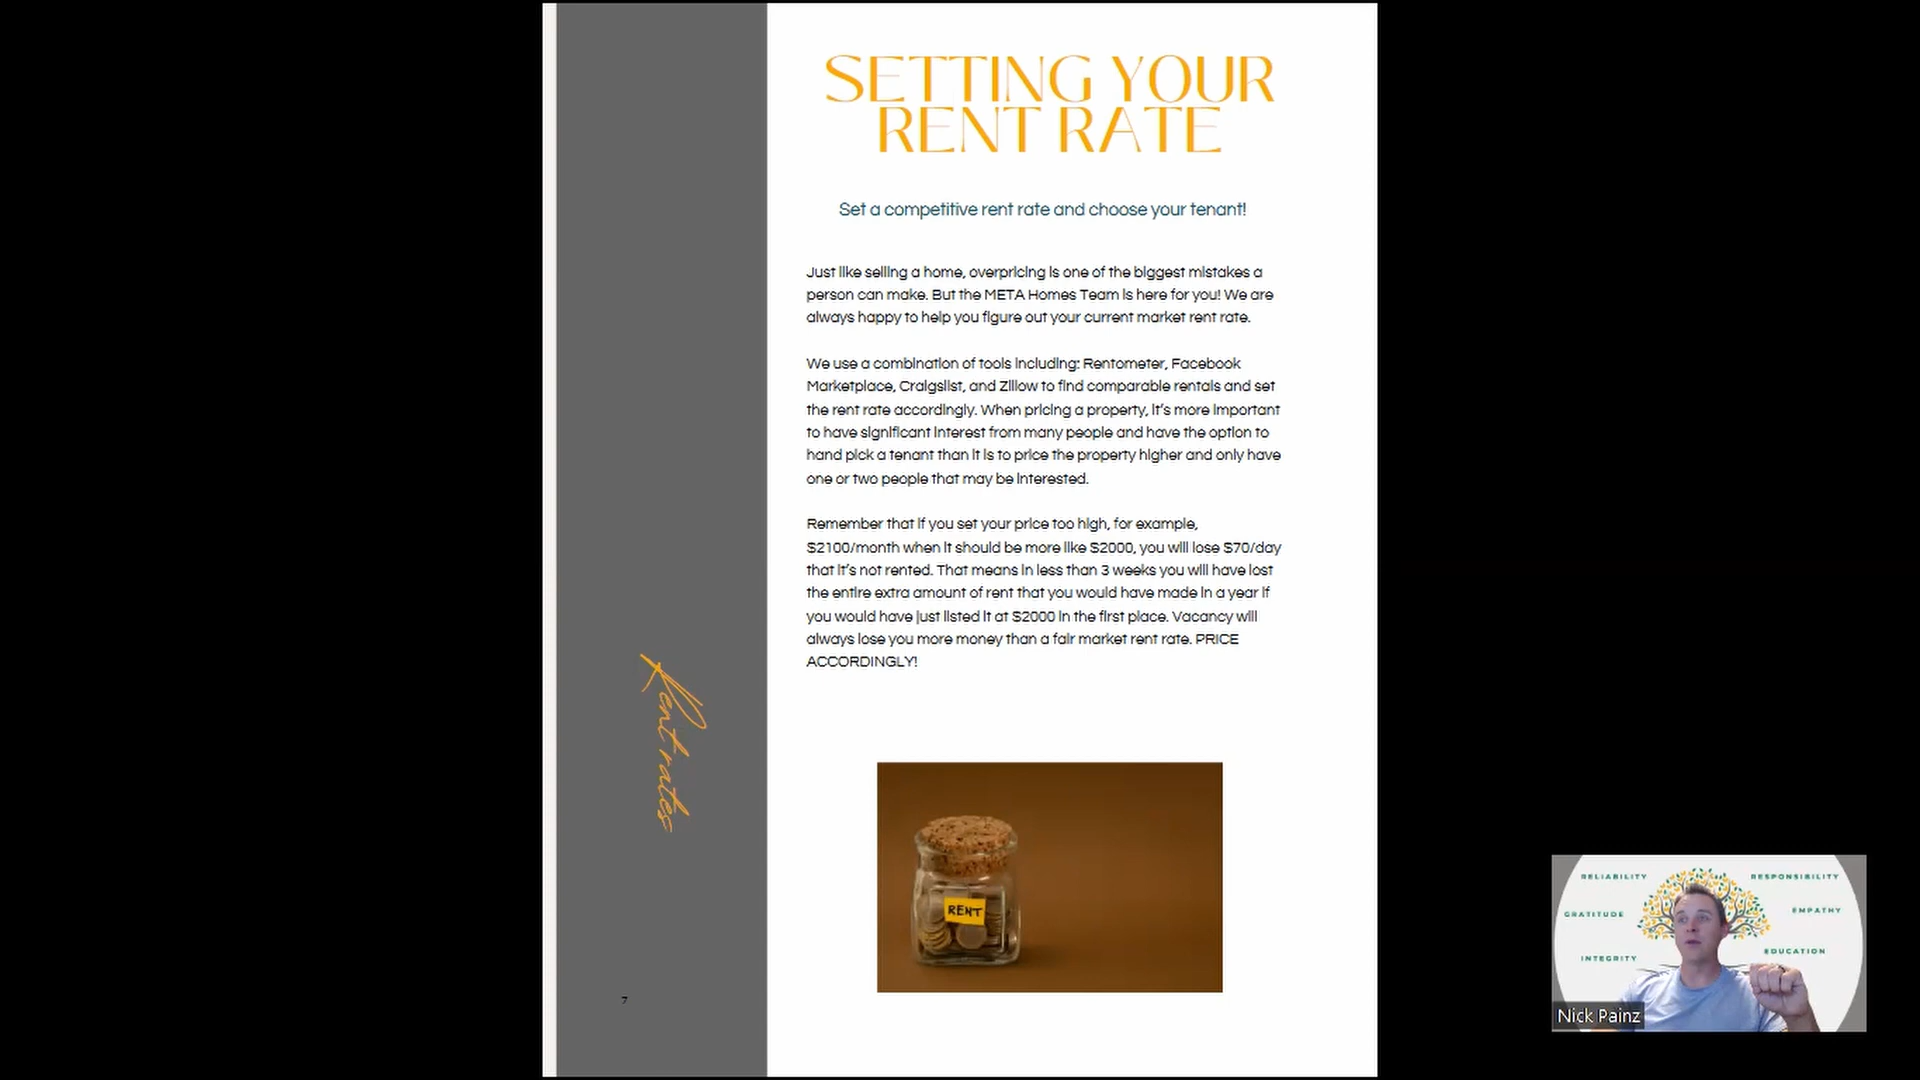 SETTING YOUR
RENT RATE
Set a competitive rent rate and choose your tenant!
Just like selling a home, overpricing is one of the biggest mistakes a
person can make. But the META Homes Team is here for you! We are
always happy to help you figure out your current market rent rate.
We use a combination of tools including: Rentometer, Facebook
Marketplace, Craigslist, and Zillow to find comparable rentals and set
the rent rate accordingly. When pricing a property, it's more important
to have significant interest from many people and have the option to
hand pick a tenant than it is to price the property higher and only have
one or two people that may be interested.
Remember that if you set your price too high, for example,
$2100/month when it should be more like $2000, you will lose $70/day
that it's not rented. That means in less than 3 weeks you will have lost
the entire extra amount of rent that you would have made in a year if
you would have just listed it at $2000 in the first place. Vacancy will
always lose you more money than a fair market rent rate. PRICE
ACCORDINGLY!
Rent rates
RENT
7
RELIABILITY
RESPONSIBILITY
GRATITUDE
EMPATHY
EDUCATION
INTEGRITY
Nick Painz